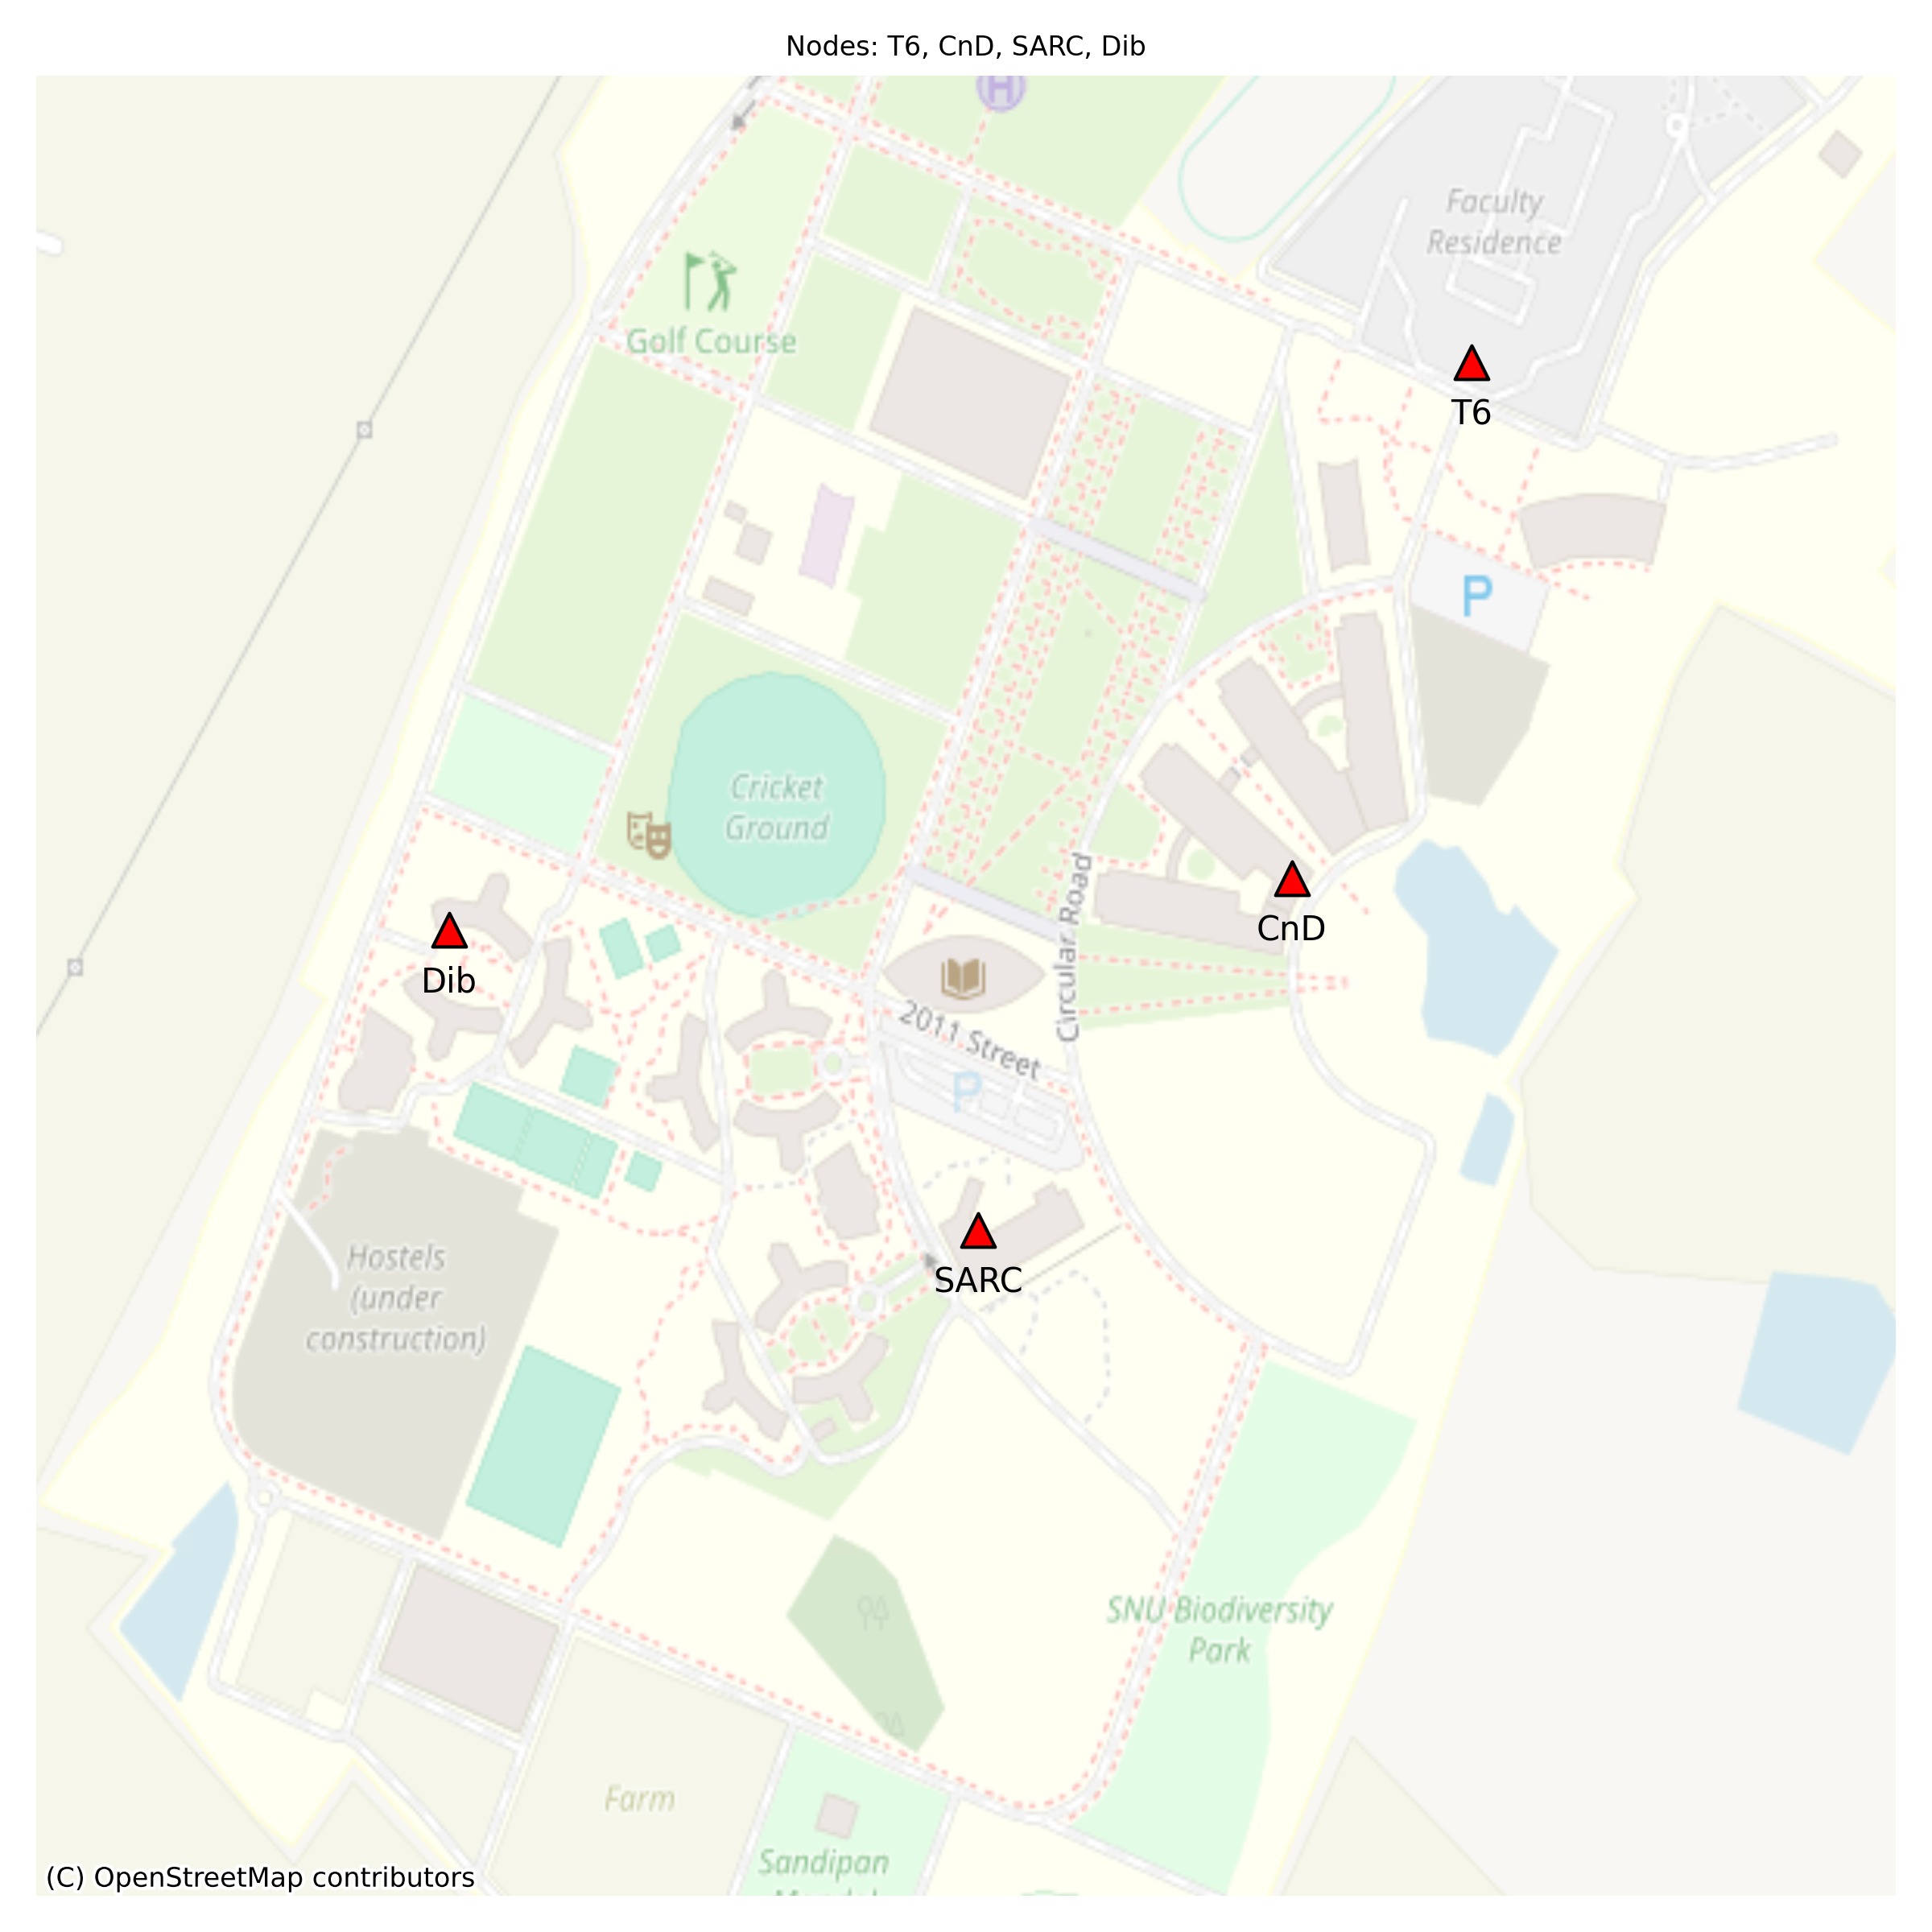 Nodes: T6, CnD, SARC, Dib
H
Faculty
Residence
Golf Course
T6
P
Cricket
Ground
Circular Road
CnD
Dib
2011 Street
P
SARC
Hostels
(under
construction)
SNU Biodiversity
Park
Farm
Sandipan
(C) OpenStreetMap contributors